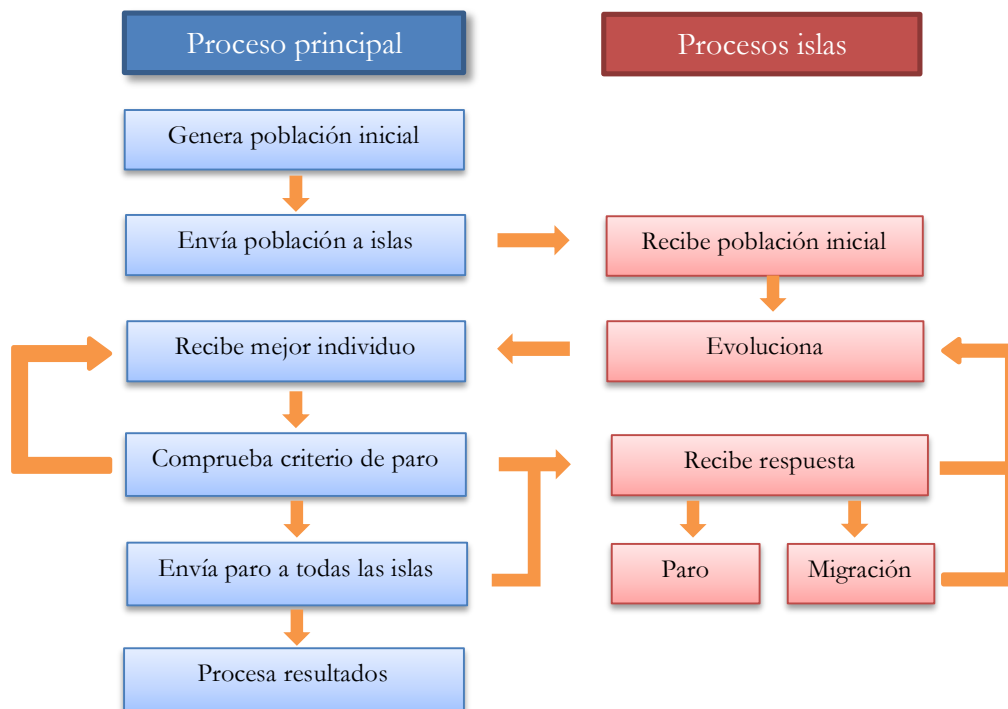 Proceso principal
Procesos islas
Genera población inicial
Envía población a islas
Recibe población inicial
Recibe mejor individuo
Evoluciona
Comprueba criterio de paro
Recibe respuesta
Envía paro a todas las islas
Paro
Migración
Procesa resultados